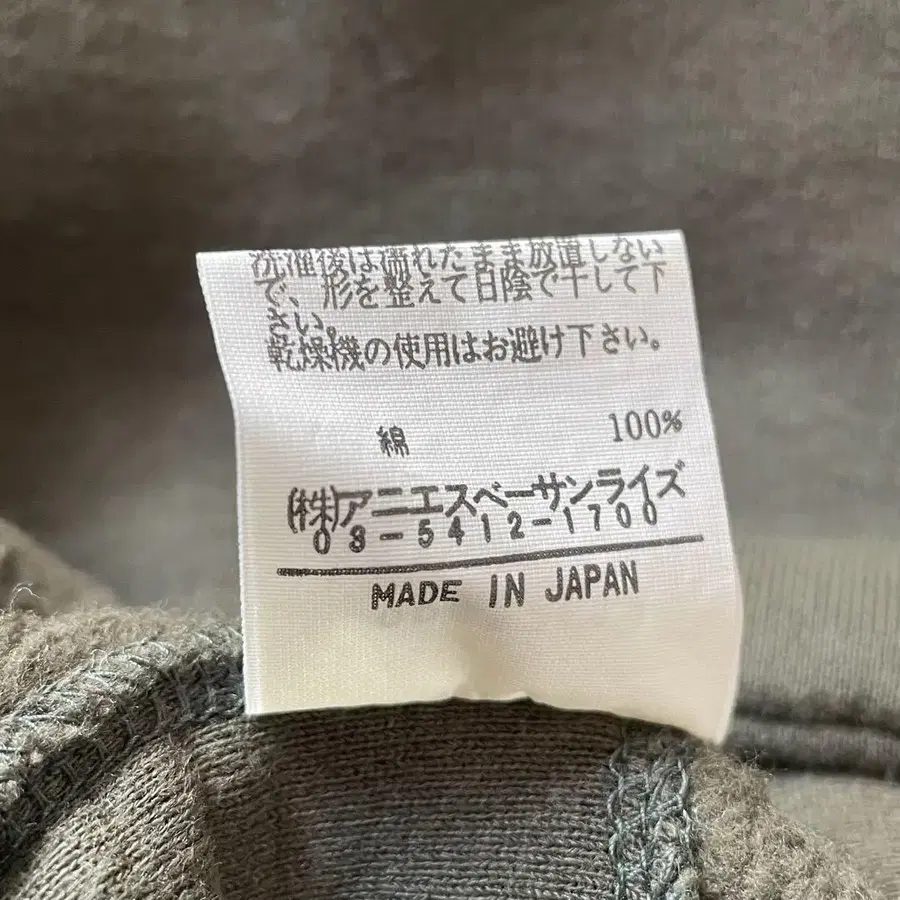 洗濯後は濡れたまま放置しない
で、形を整えて日陰で干して下
さい。
乾燥機の使用はお避け下さい。
綿 100%
(株)アニエスベーサンライズ
03-5412-1700
MADE IN JAPAN